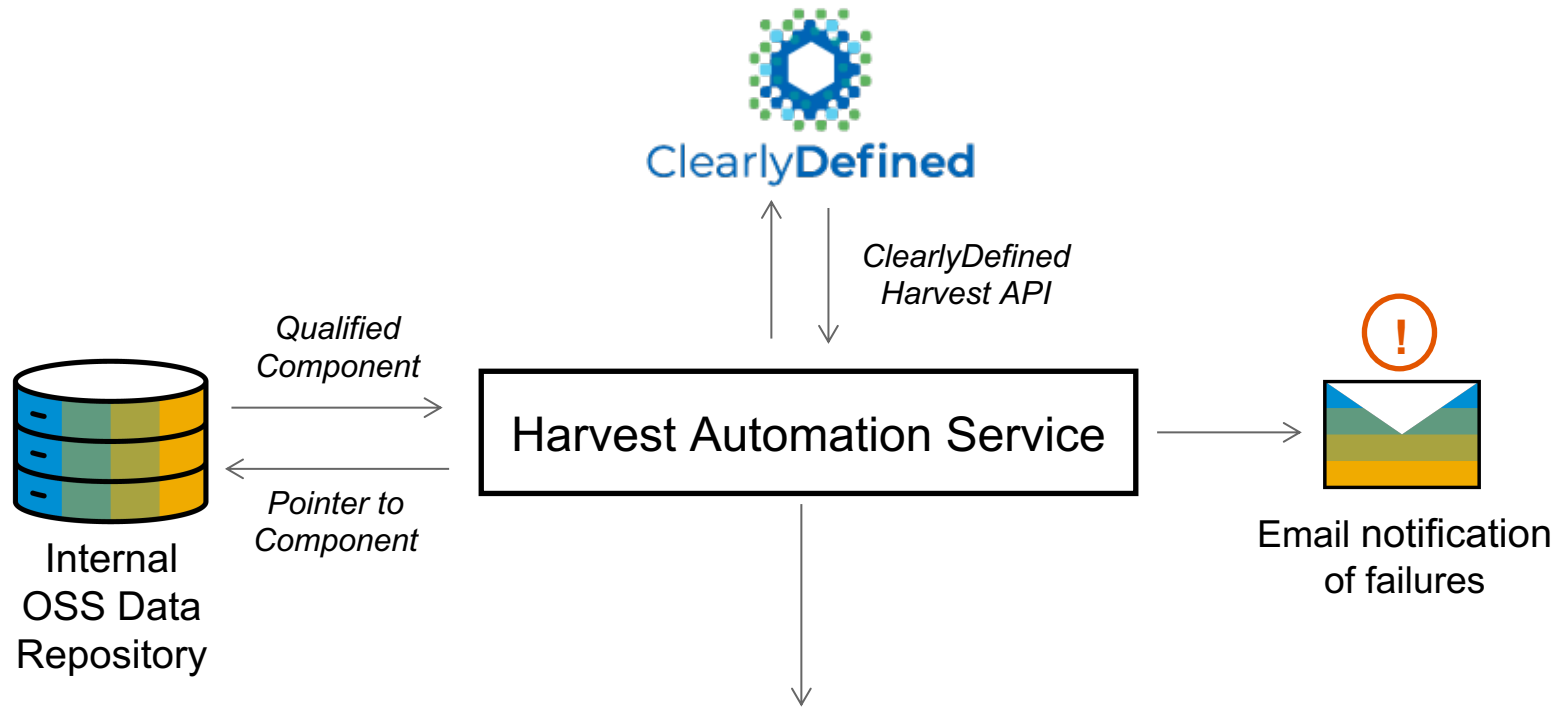 ClearlyDefined
ClearlyDefined
Harvest API
Qualified
Component
!
Harvest Automation Service
Pointer to
Component
Internal
OSS Data
Repository
Email notification
of failures